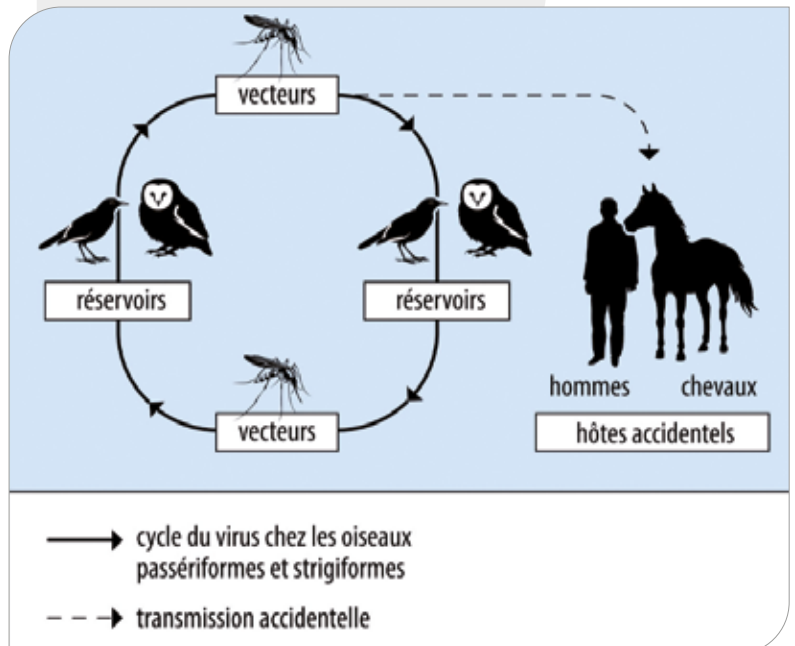 vecteurs
réservoirs
réservoirs
vecteurs
hommes
chevaux
hôtes accidentels
cycle du virus chez les oiseaux
passériformes et strigiformes
transmission accidentelle